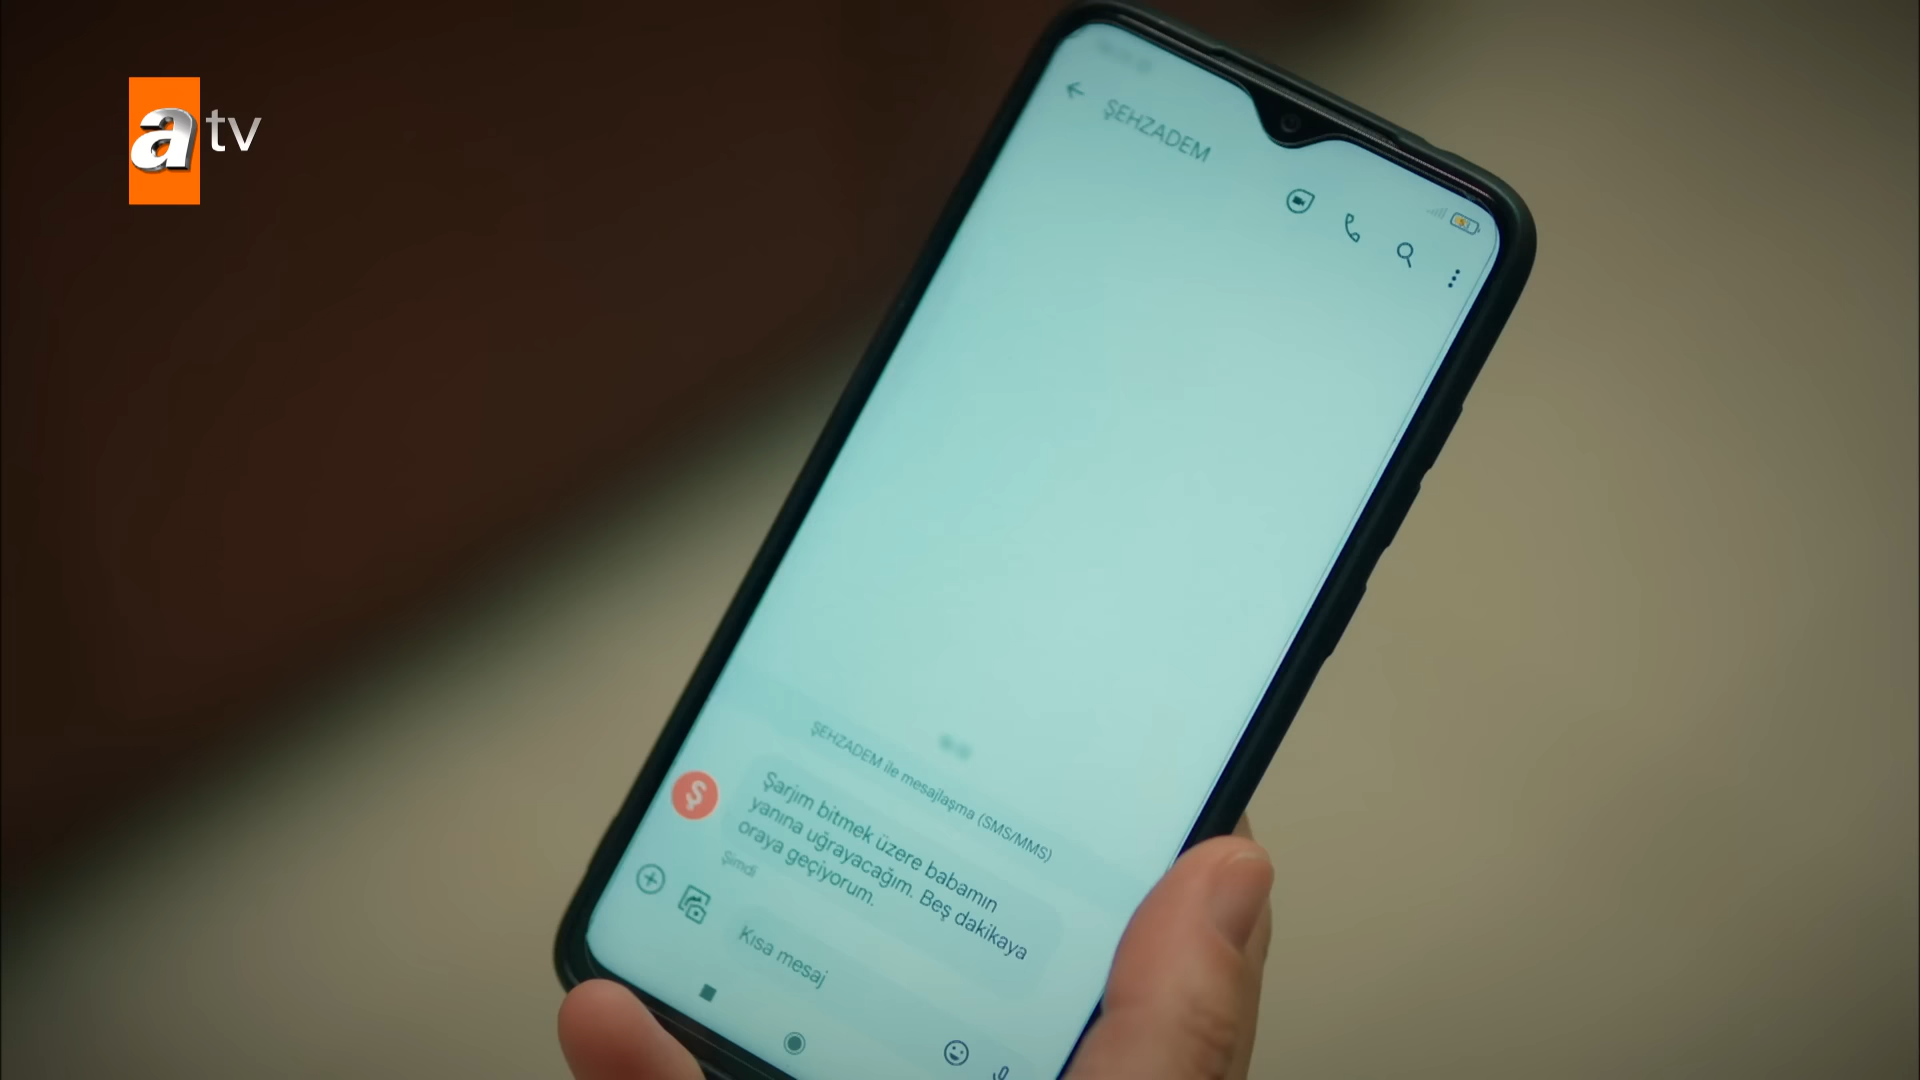 atv
ŞEHZADEM
ŞEHZADEM ile mesajlaşma (SMS/MMS)
Ş
Şarjım bitmek üzere babamın
yanına uğrayacağım. Beş dakikaya
oraya geçiyorum.
Şimdi
Kısa mesaj